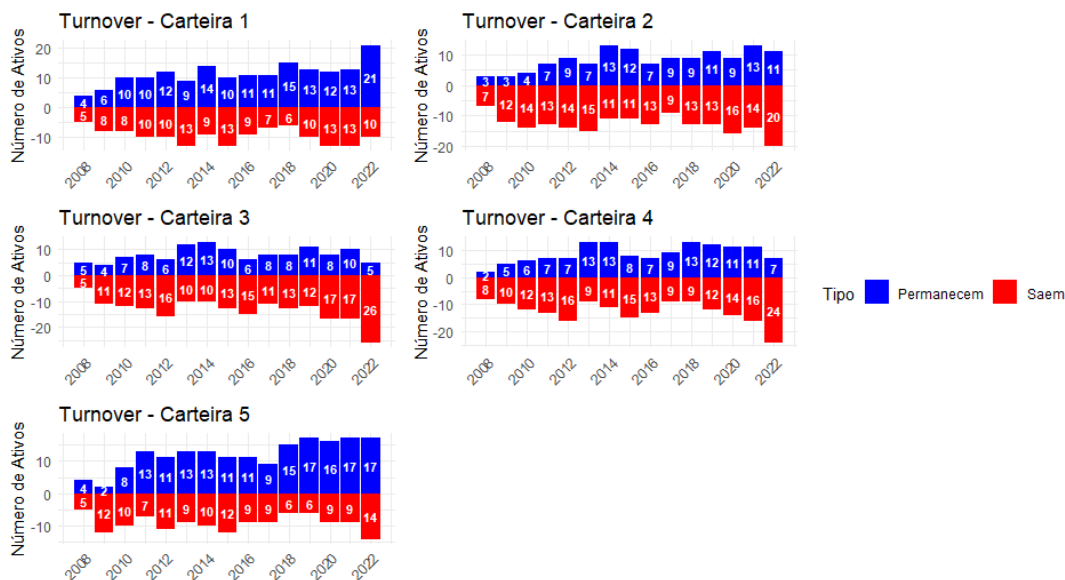 Turnover - Carteira 1
Número de Ativos
20
10
0
-10
4 6 10 10 12 9 14 10 11 11 15 13 12 13 21
5 8 8 10 10 13 9 13 9 7 6 10 13 13 10
2008 2010 2012 2014 2016 2018 2020 2022
Turnover - Carteira 2
Número de Ativos
10
0
-10
-20
3 3 4 7 9 7 13 12 7 9 9 11 9 13 11
7 12 14 13 14 15 11 11 13 9 13 13 16 14 20
2008 2010 2012 2014 2016 2018 2020 2022
Turnover - Carteira 3
Número de Ativos
10
0
-10
-20
5 4 7 8 6 12 13 10 6 8 8 11 8 10 5
5 11 12 13 16 10 10 13 15 11 13 12 17 17 26
2008 2010 2012 2014 2016 2018 2020 2022
Turnover - Carteira 4
Número de Ativos
10
0
-10
-20
2 5 6 7 7 13 13 8 7 9 13 12 11 11 7
8 10 12 13 16 9 11 15 13 9 9 12 14 16 24
2008 2010 2012 2014 2016 2018 2020 2022
Tipo Permanecem Saem
Turnover - Carteira 5
Número de Ativos
10
0
-10
4 2 8 13 11 13 13 11 11 9 15 17 16 17 17
5 12 10 7 11 9 10 12 9 9 6 6 9 9 14
2008 2010 2012 2014 2016 2018 2020 2022